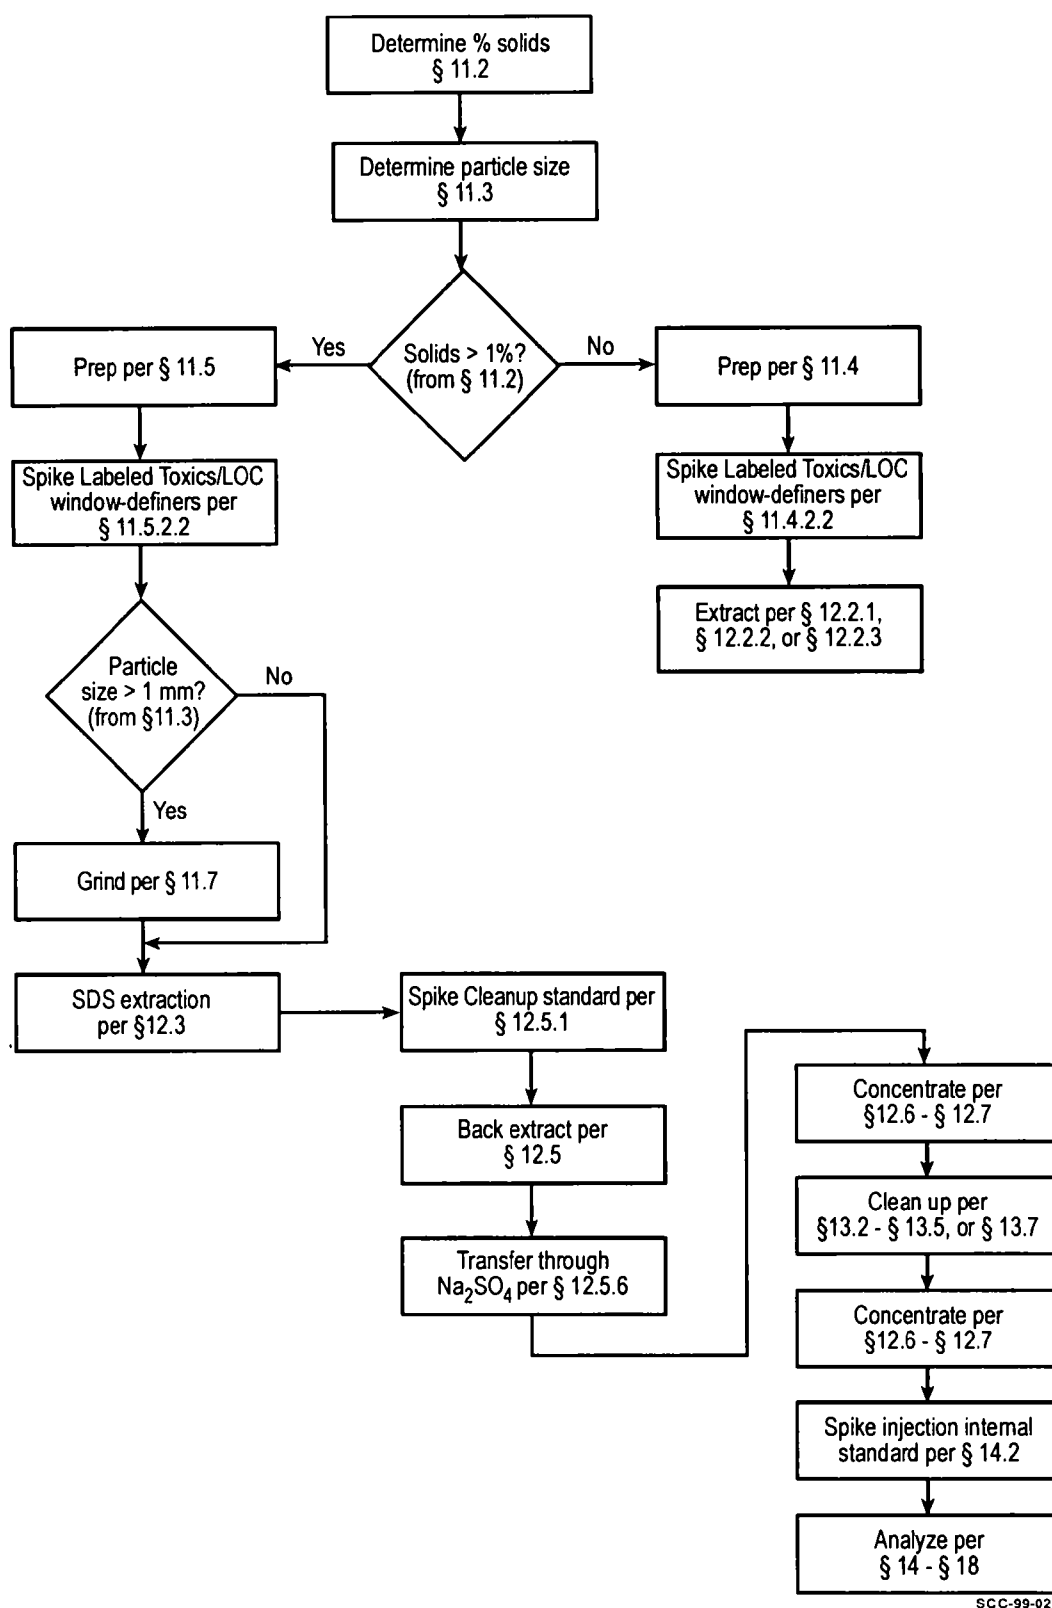 Determine % solids
§ 11.2
Determine particle size
§ 11.3
Solids > 1%?
(from § 11.2)
Yes
No
Prep per § 11.5
Prep per § 11.4
Spike Labeled Toxics/LOC
window-definers per
§ 11.5.2.2
Spike Labeled Toxics/LOC
window-definers per
§ 11.4.2.2
Extract per § 12.2.1,
§ 12.2.2, or § 12.2.3
Particle
size > 1 mm?
(from §11.3)
No
Yes
Grind per § 11.7
SDS extraction
per §12.3
Spike Cleanup standard per
§ 12.5.1
Back extract per
§ 12.5
Transfer through
Na₂SO₄ per § 12.5.6
Concentrate per
§12.6 - § 12.7
Clean up per
§13.2 - § 13.5, or § 13.7
Concentrate per
§12.6 - § 12.7
Spike injection internal
standard per § 14.2
Analyze per
§ 14 - § 18
SCC-99-02